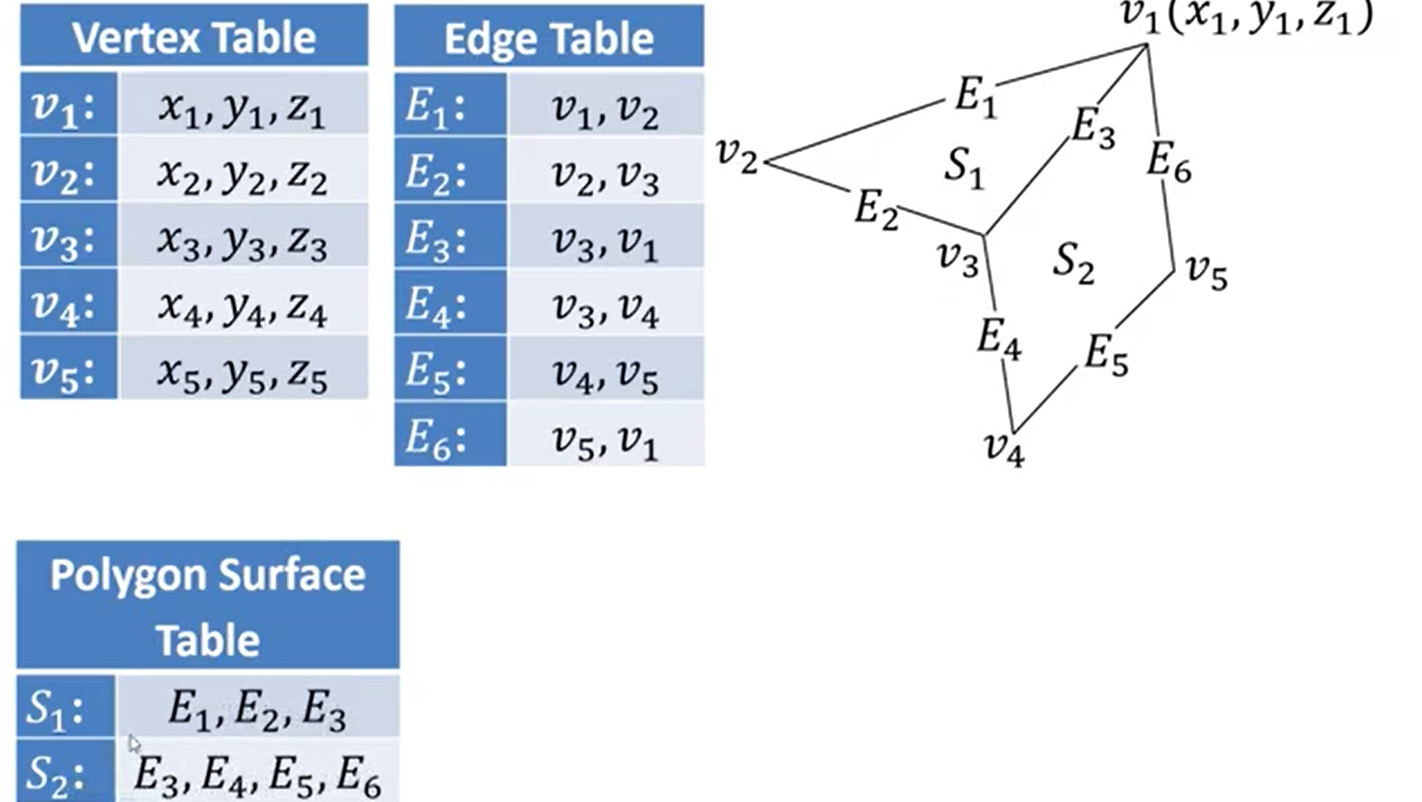 Vertex Table
v₁: x₁, y₁, z₁
v₂: x₂, y₂, z₂
v₃: x₃, y₃, z₃
v₄: x₄, y₄, z₄
v₅: x₅, y₅, z₅
Edge Table
E₁: v₁, v₂
E₂: v₂, v₃
E₃: v₃, v₁
E₄: v₃, v₄
E₅: v₄, v₅
E₆: v₅, v₁
v₁(x₁, y₁, z₁)
E₁
E₃
v₂
S₁
E₆
E₂
v₃
S₂
v₅
E₄
E₅
v₄
Polygon Surface
Table
S₁: E₁, E₂, E₃
S₂: E₃, E₄, E₅, E₆